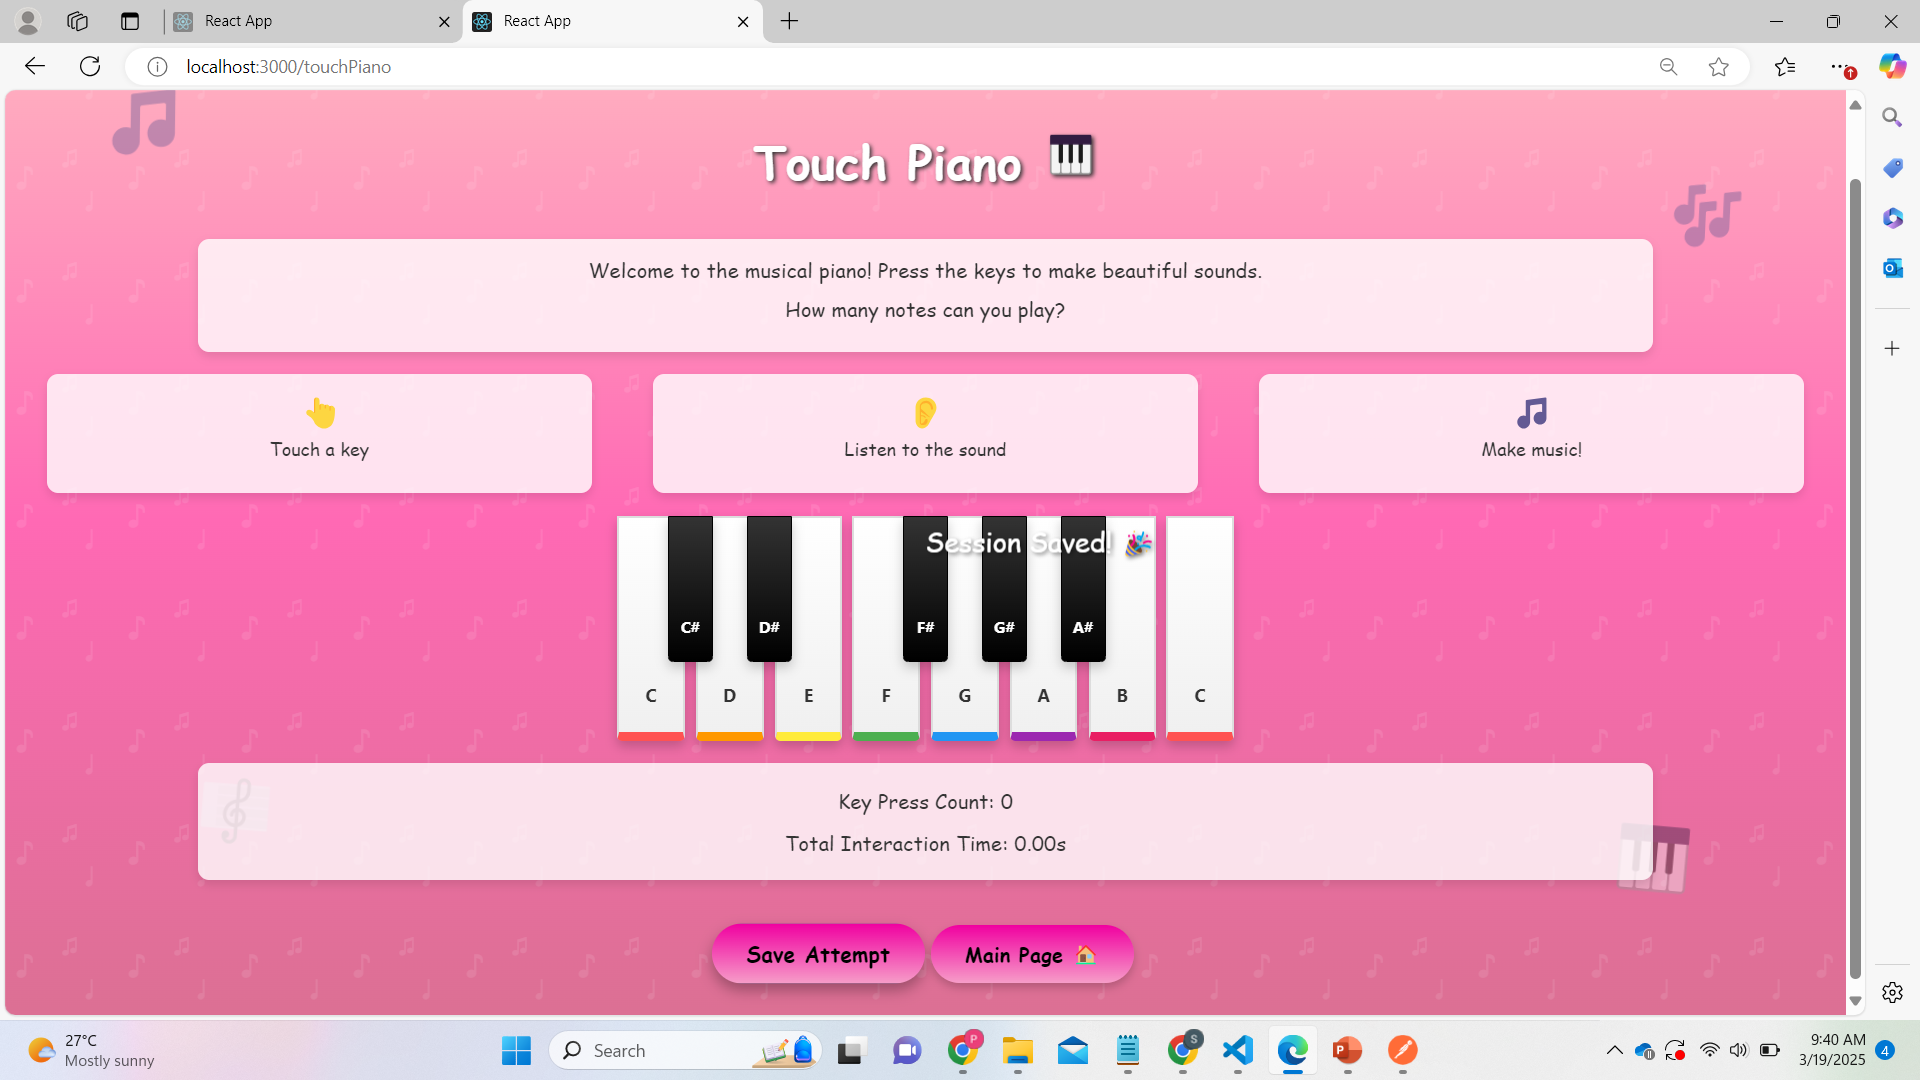 React App
React App
localhost:3000/touchPiano
Touch Piano
Welcome to the musical piano! Press the keys to make beautiful sounds.
How many notes can you play?
Touch a key
Listen to the sound
Make music!
Session Saved!
C# D# F# G# A#
C D E F G A B C
Key Press Count: 0
Total Interaction Time: 0.00s
Save Attempt
Main Page
27°C
Mostly sunny
Search
P
S
9:40 AM
3/19/2025
4